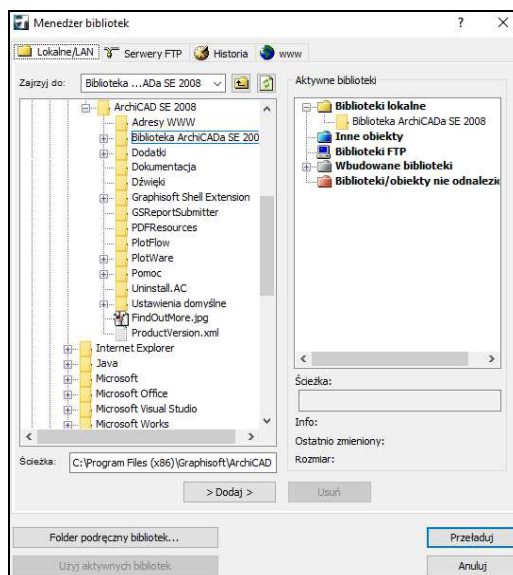 Menedżer bibliotek
Lokalne/LAN Serwery FTP Historia www
Zajrzyj do: Biblioteka ...ADa SE 2008
ArchiCAD SE 2008
Adresy WWW
Biblioteka ArchiCADa SE 200
Dodatki
Dokumentacja
Dźwięki
Graphisoft Shell Extension
GSReportSubmitter
PDFResources
PlotFlow
PlotWare
Pomoc
Uninstall.AC
Ustawienia domyślne
FindOutMore.jpg
ProductVersion.xml
Internet Explorer
Java
Microsoft
Microsoft Office
Microsoft Visual Studio
Microsoft Works
Ścieżka: C:\Program Files (x86)\Graphisoft\ArchiCAD
> Dodaj >
Aktywne biblioteki
Biblioteki lokalne
Biblioteka ArchiCADa SE 2008
Inne obiekty
Biblioteki FTP
Wbudowane biblioteki
Biblioteki/obiekty nie odnalezio
Ścieżka:
Info:
Ostatnio zmieniony:
Rozmiar:
Usuń
Folder podręczny bibliotek...
Przeładuj
Użyj aktywnych bibliotek
Anuluj